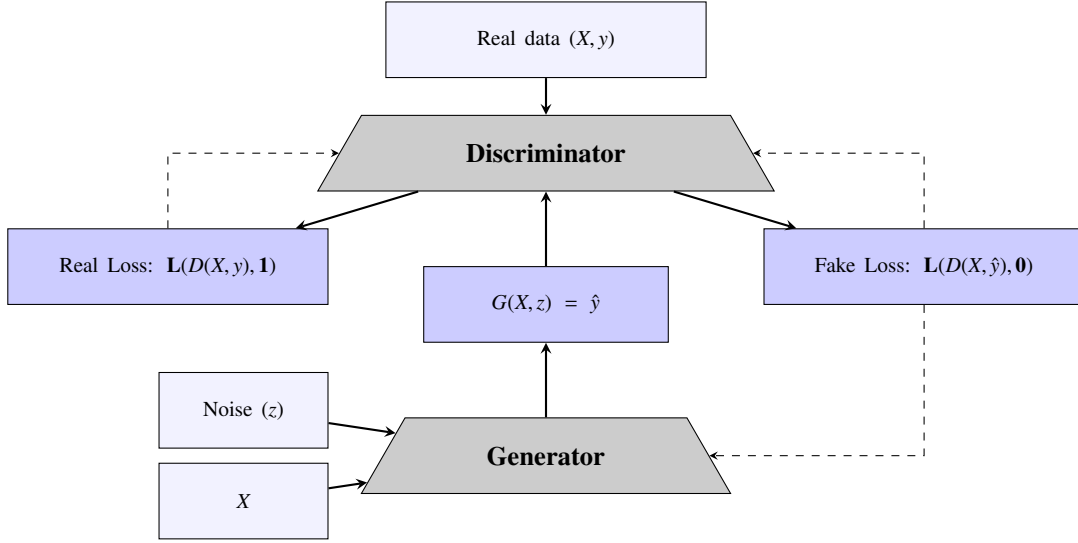 Real data (X, y)
Discriminator
Real Loss: L(D(X, y), 1)
Fake Loss: L(D(X, ŷ), 0)
G(X, z) = ŷ
Noise (z)
Generator
X